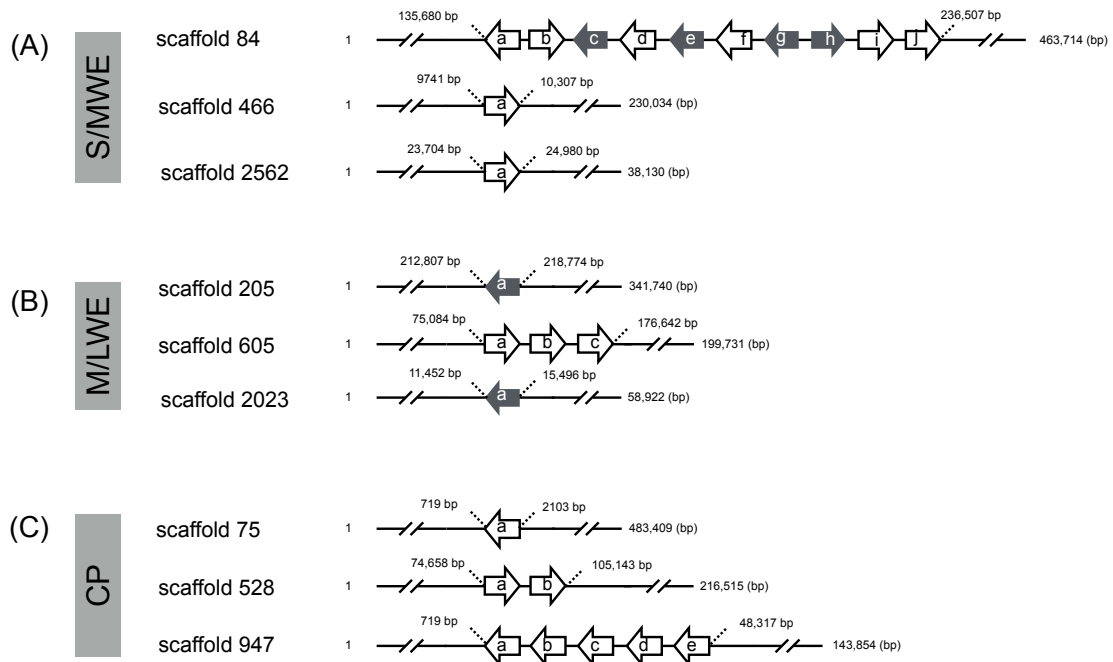 (A)
S/MWE
scaffold 84
1
135,680 bp
a b c d e f g h i j
236,507 bp
463,714 (bp)
scaffold 466
1
9741 bp
a
10,307 bp
230,034 (bp)
scaffold 2562
1
23,704 bp
a
24,980 bp
38,130 (bp)
(B)
M/LWE
scaffold 205
1
212,807 bp
a
218,774 bp
341,740 (bp)
scaffold 605
1
75,084 bp
a b c
176,642 bp
199,731 (bp)
scaffold 2023
1
11,452 bp
a
15,496 bp
58,922 (bp)
(C)
CP
scaffold 75
1
719 bp
a
2103 bp
483,409 (bp)
scaffold 528
1
74,658 bp
a b
105,143 bp
216,515 (bp)
scaffold 947
1
719 bp
a b c d e
48,317 bp
143,854 (bp)